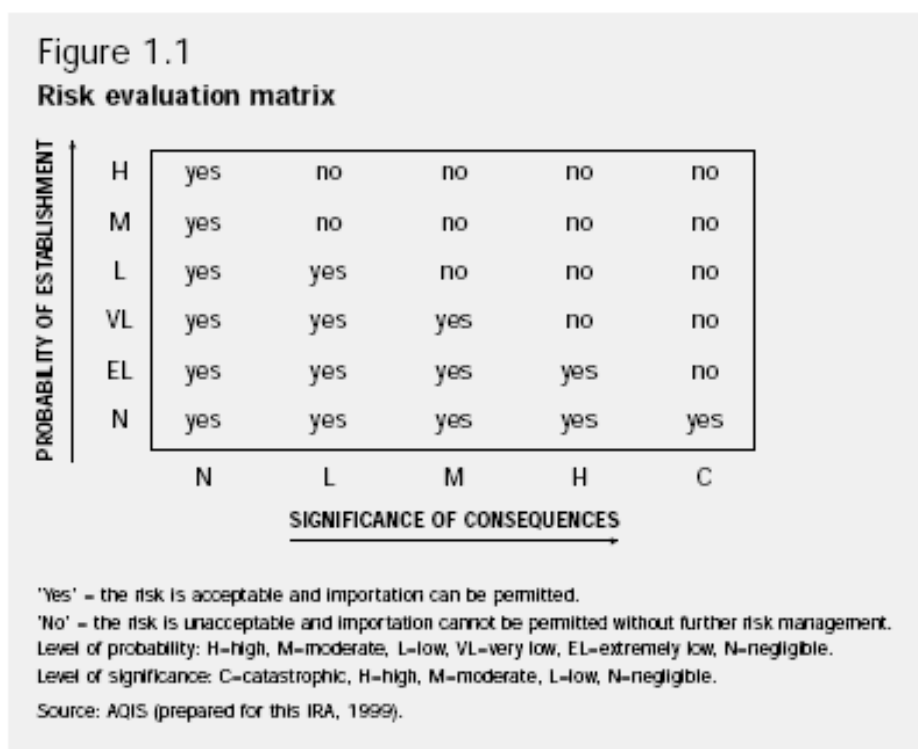 Figure 1.1
Risk evaluation matrix
PROBABILITY OF ESTABLISHMENT
H yes no no no no
M yes no no no no
L yes yes no no no
VL yes yes yes no no
EL yes yes yes yes no
N yes yes yes yes yes
N L M H C
SIGNIFICANCE OF CONSEQUENCES
'Yes' = the risk is acceptable and importation can be permitted.
'No' = the risk is unacceptable and importation cannot be permitted without further risk management.
Level of probability: H=high, M=moderate, L=low, VL=very low, EL=extremely low, N=negligible.
Level of significance: C=catastrophic, H=high, M=moderate, L=low, N=negligible.
Source: AQIS (prepared for this IRA, 1999).